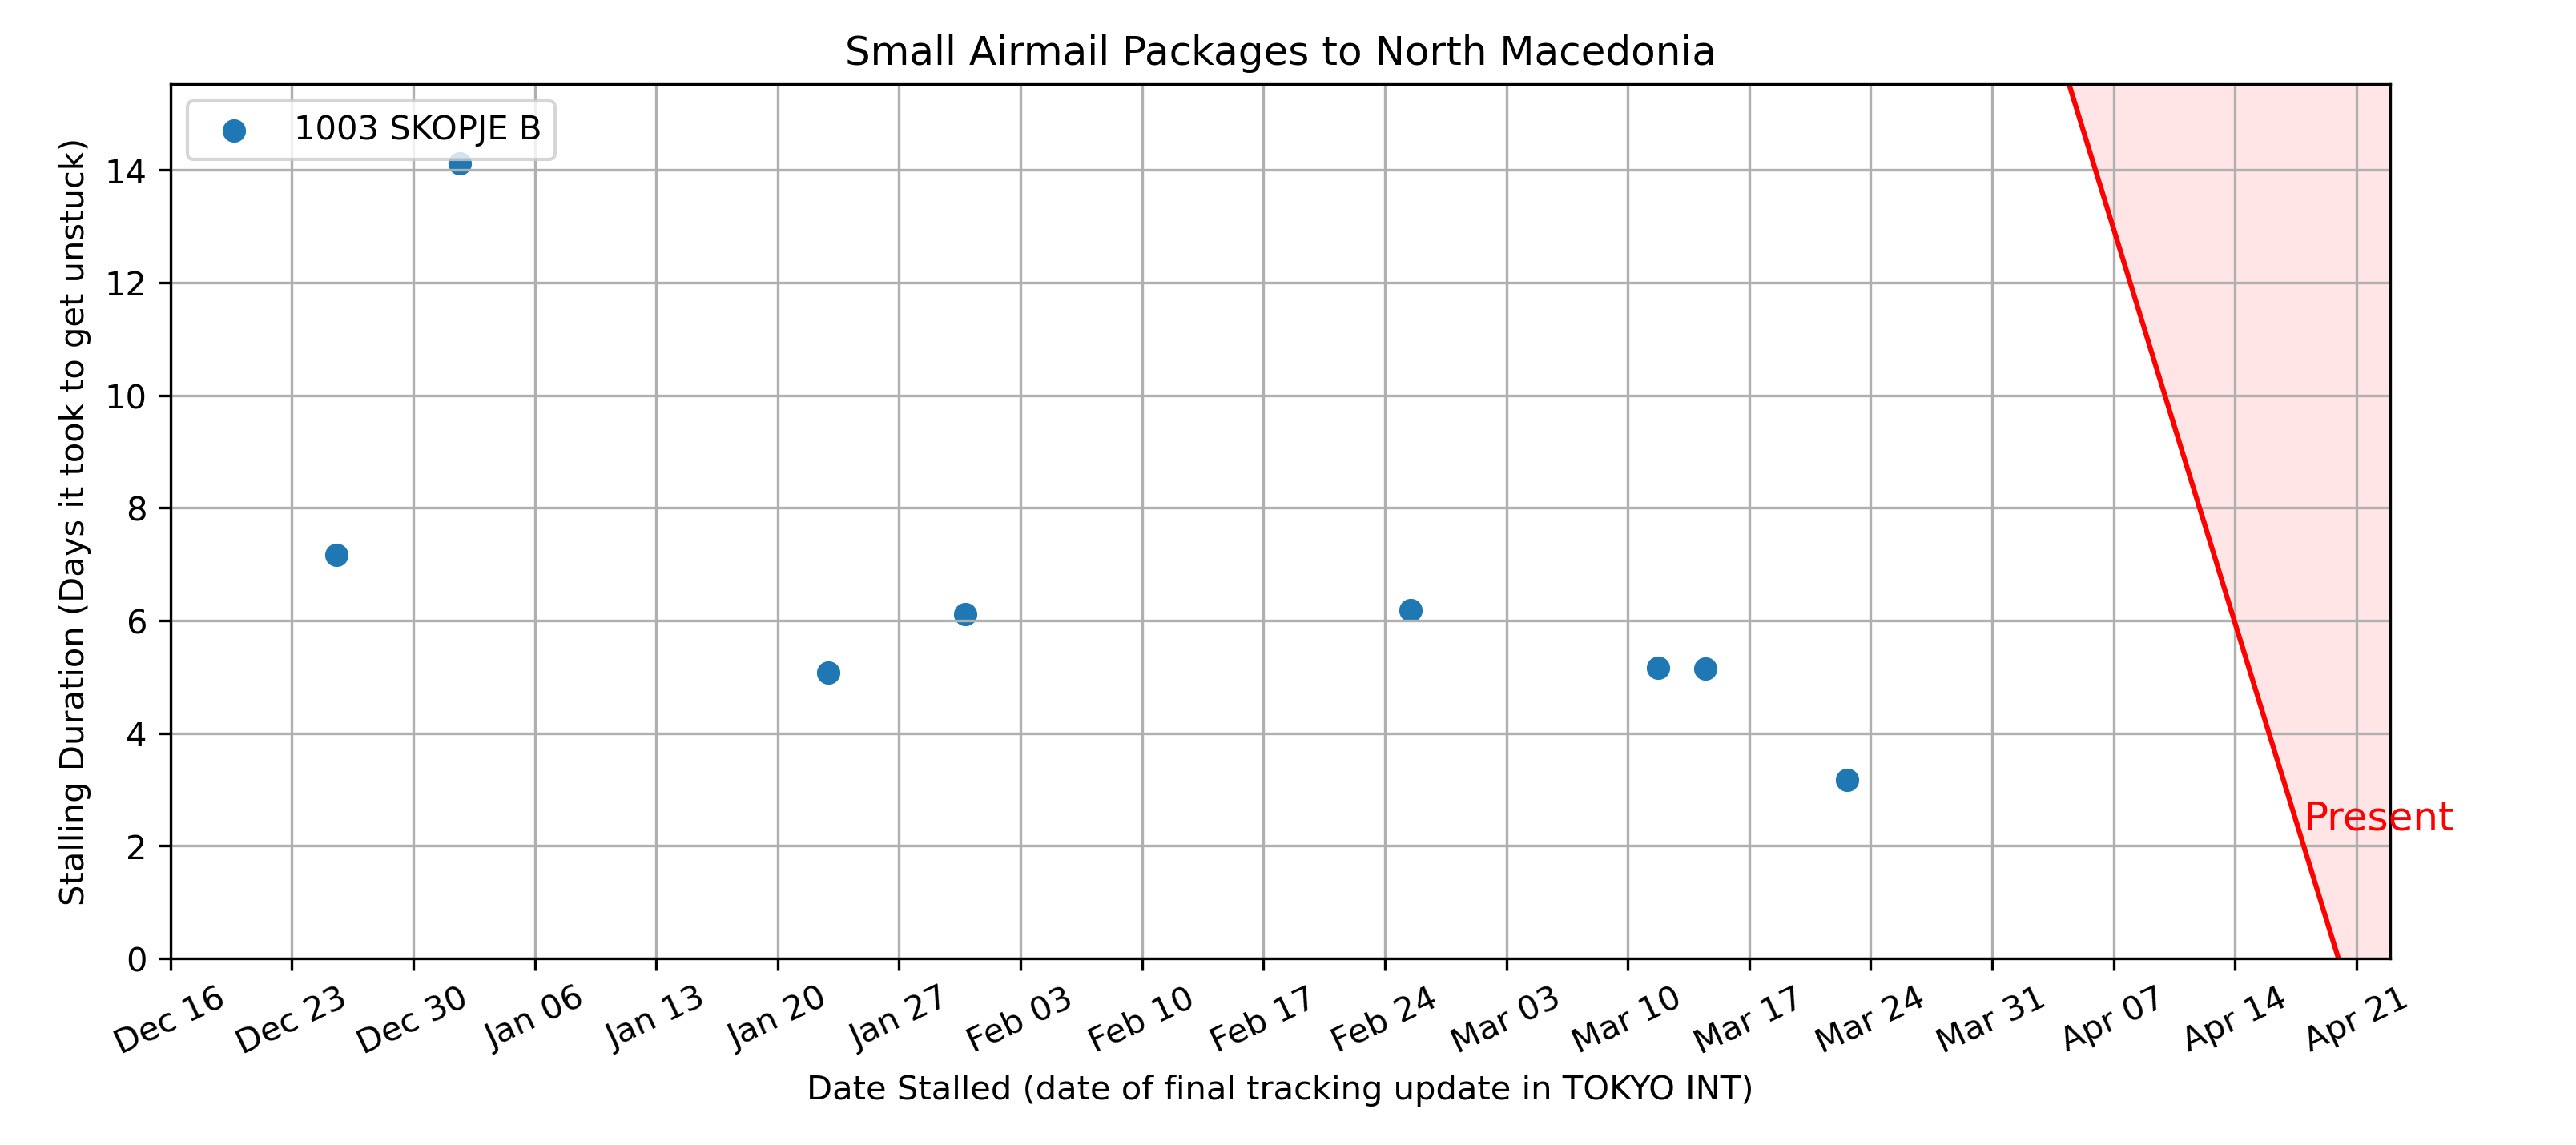 Small Airmail Packages to North Macedonia
1003 SKOPJE B
Stalling Duration (Days it took to get unstuck)
14
12
10
8
6
4
2
0
Present
Dec 16
Dec 23
Dec 30
Jan 06
Jan 13
Jan 20
Jan 27
Feb 03
Feb 10
Feb 17
Feb 24
Mar 03
Mar 10
Mar 17
Mar 24
Mar 31
Apr 07
Apr 14
Apr 21
Date Stalled (date of final tracking update in TOKYO INT)